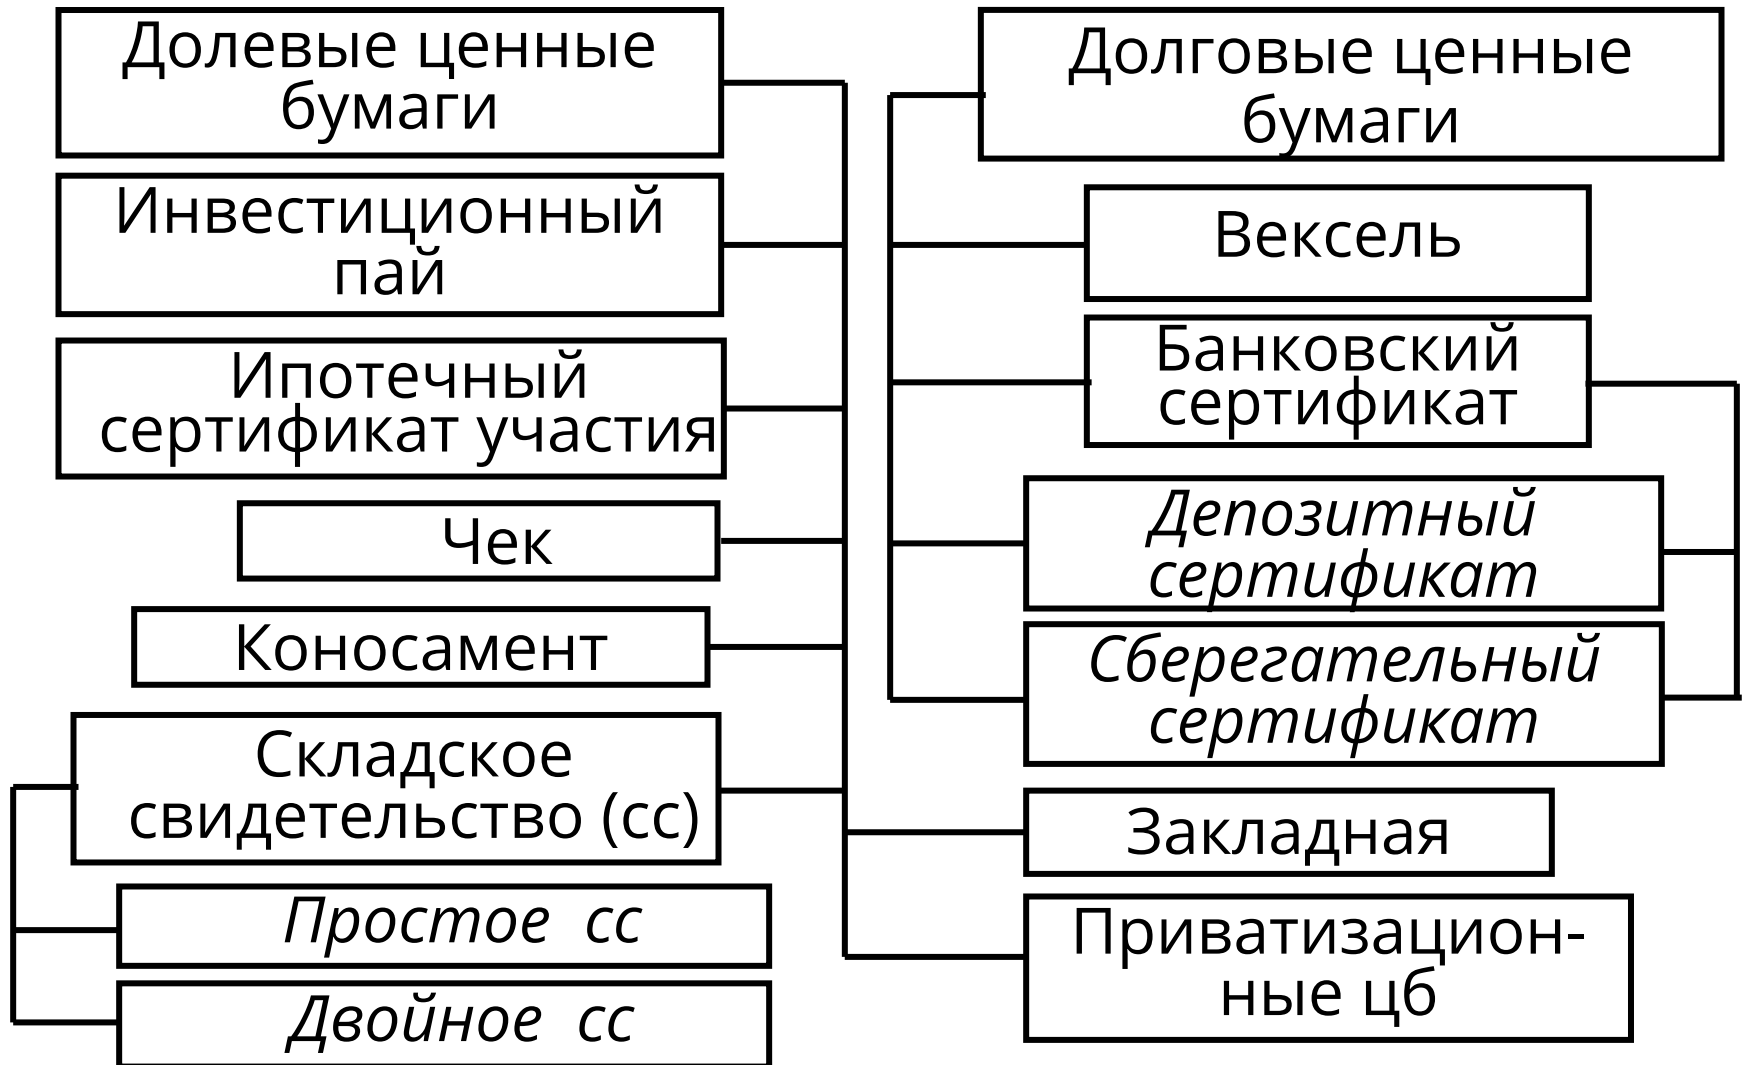 Долевые ценные
бумаги
Инвестиционный
пай
Ипотечный
сертификат участия
Чек
Коносамент
Складское
свидетельство (сс)
Простое сс
Двойное сс
Долговые ценные
бумаги
Вексель
Банковский
сертификат
Депозитный
сертификат
Сберегательный
сертификат
Закладная
Приватизацион-
ные цб